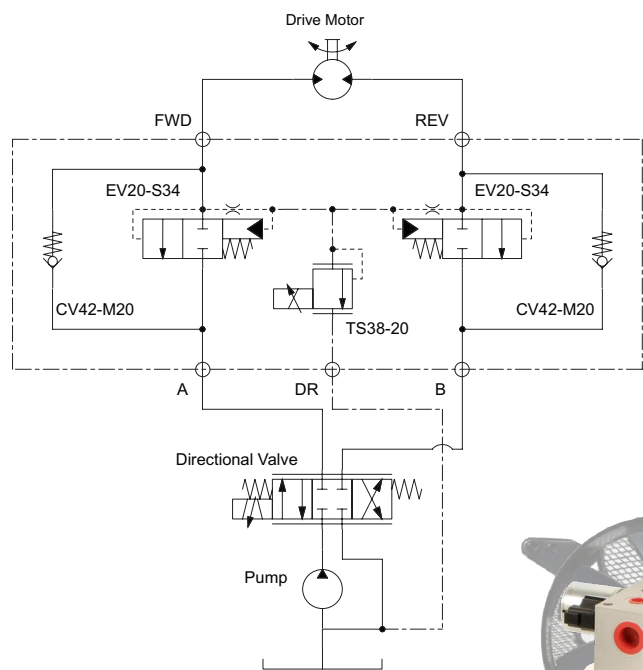 Drive Motor
FWD
REV
EV20-S34
EV20-S34
CV42-M20
CV42-M20
TS38-20
A
DR
B
Directional Valve
Pump